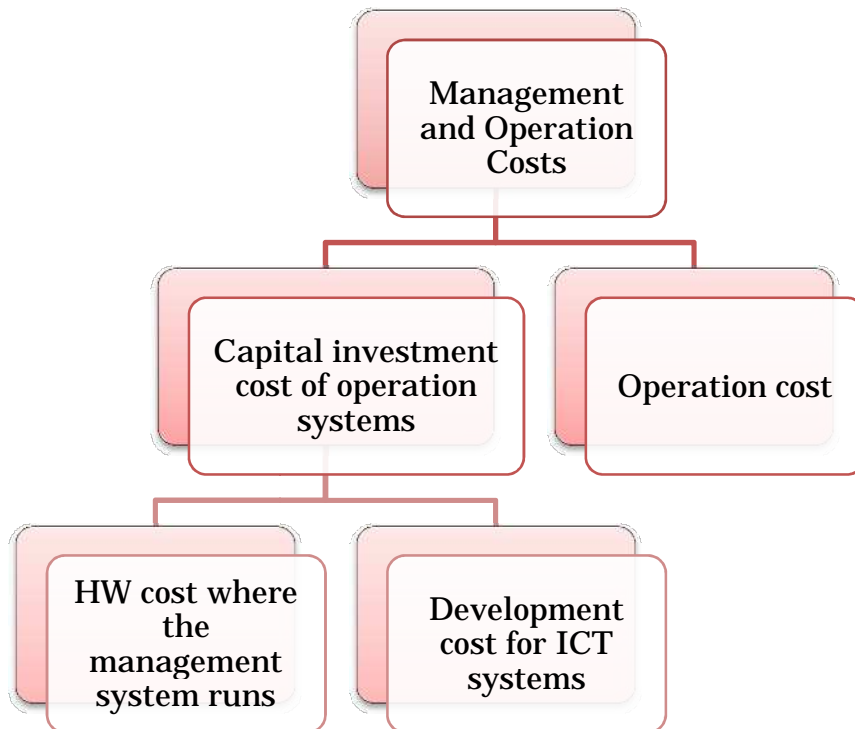 Management
and Operation
Costs
Capital investment
cost of operation
systems
Operation cost
HW cost where
the
management
system runs
Development
cost for ICT
systems